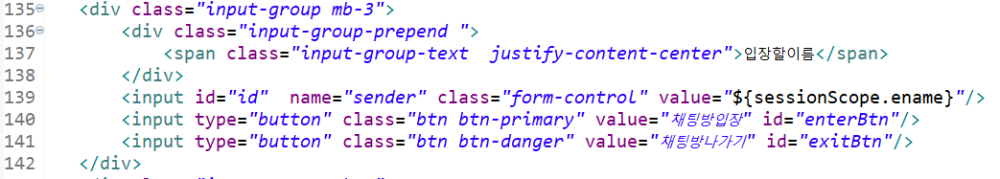 135 <div class="input-group mb-3">
136 <div class="input-group-prepend ">
137 <span class="input-group-text  justify-content-center">입장할이름</span>
138 </div>
139 <input id="id"  name="sender" class="form-control" value="${sessionScope.ename}"/>
140 <input type="button" class="btn btn-primary" value="채팅방입장" id="enterBtn"/>
141 <input type="button" class="btn btn-danger" value="채팅방나가기" id="exitBtn"/>
142 </div>